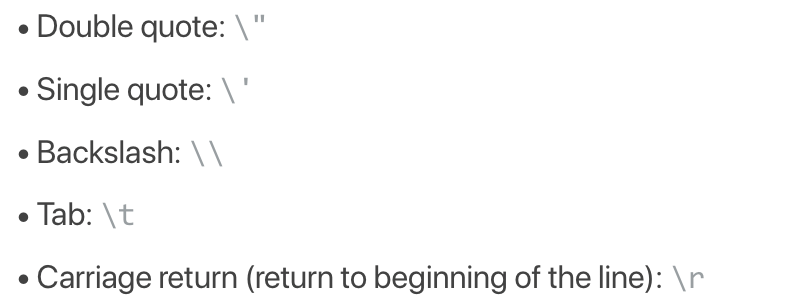 • Double quote: \"
• Single quote: \'
• Backslash: \\
• Tab: \t
• Carriage return (return to beginning of the line): \r